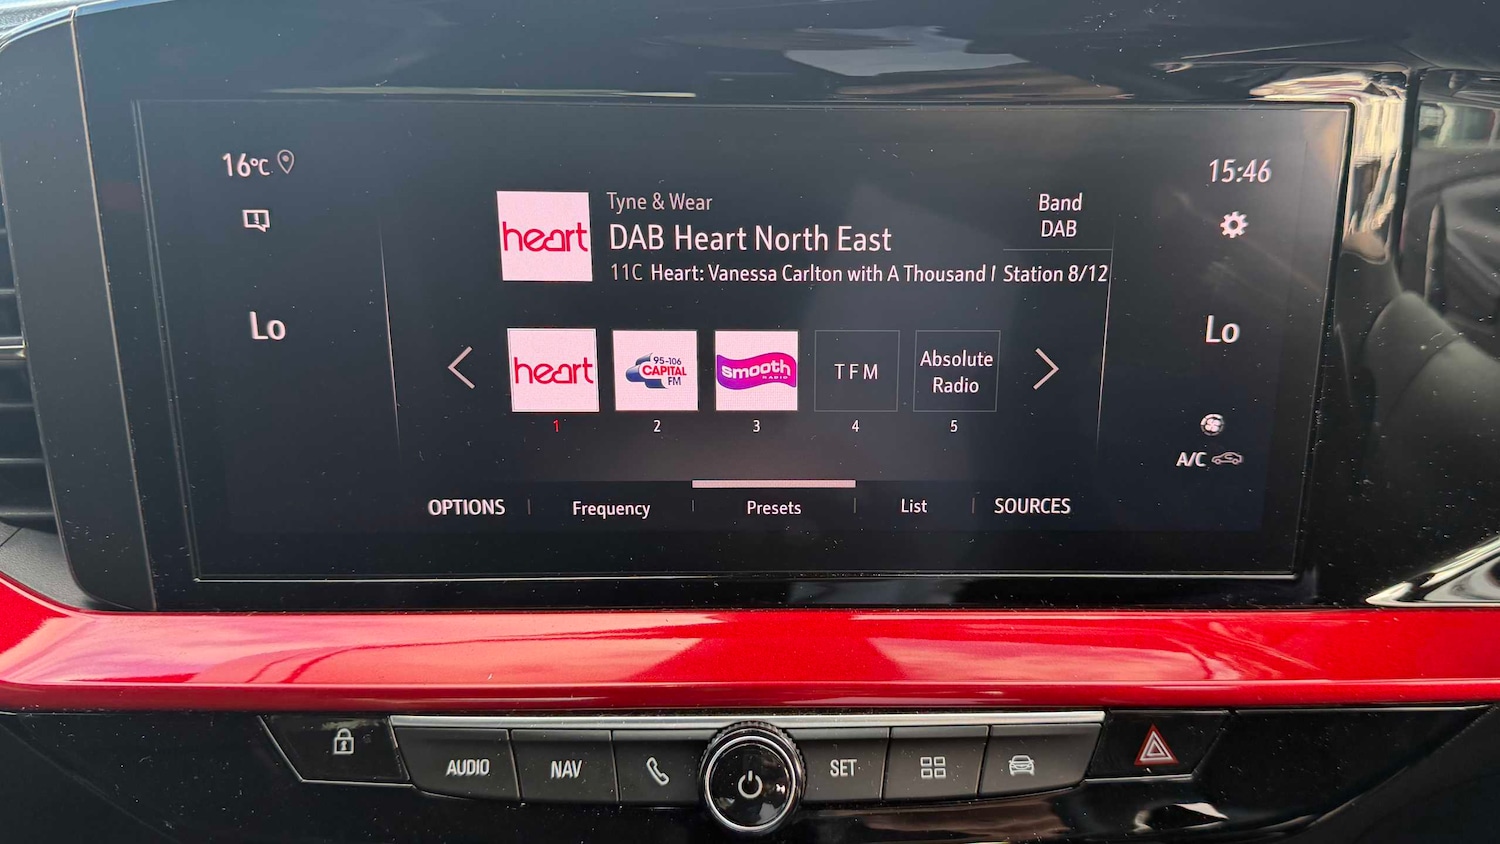 16°C
15:46
Tyne & Wear
DAB Heart North East
11C Heart: Vanessa Carlton with A Thousand
Station 8/12
Band
DAB
heart
Lo
Lo
heart
95-106
CAPITAL
FM
smooth
RADIO
TFM
Absolute
Radio
1
2
3
4
5
A/C
OPTIONS
Frequency
Presets
List
SOURCES
AUDIO
NAV
SET